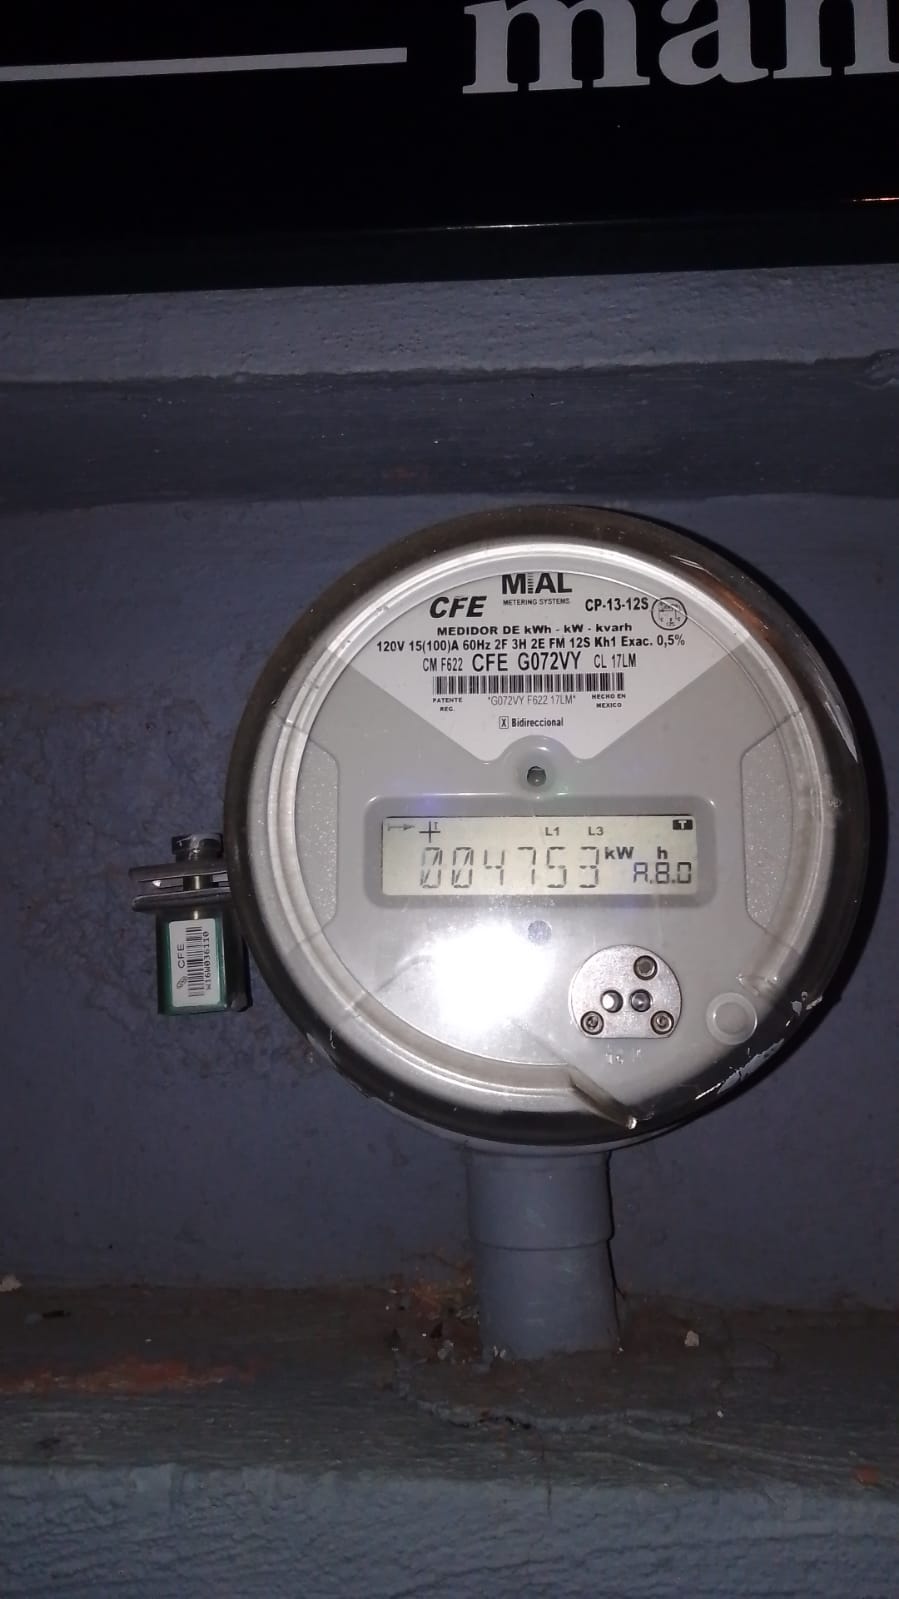 man
CFE
MIAL
METERING SYSTEMS
CP-13-12S
MEDIDOR DE kWh - kW - kvarh
120V 15(100)A 60Hz 2F 3H 2E FM 12S Kh1 Exac. 0,5%
CM F622 CFE G072VY CL 17LM
PATENTE REG.
*G072VY F622 17LM*
HECHO EN MEXICO
X Bidireccional
L1 L3 T
004753 kW h A.8.0
CFE
W16W036110